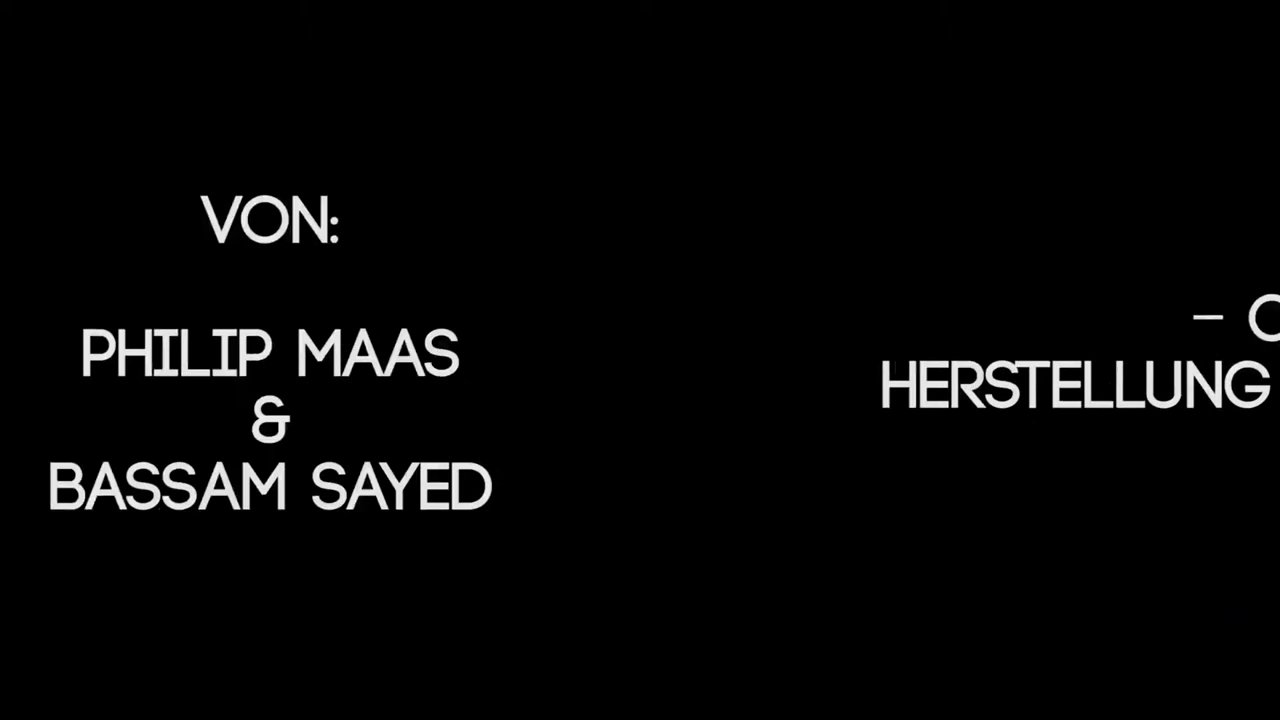 VON:
PHILIP MAAS
&
BASSAM SAYED
–
HERSTELLUNG